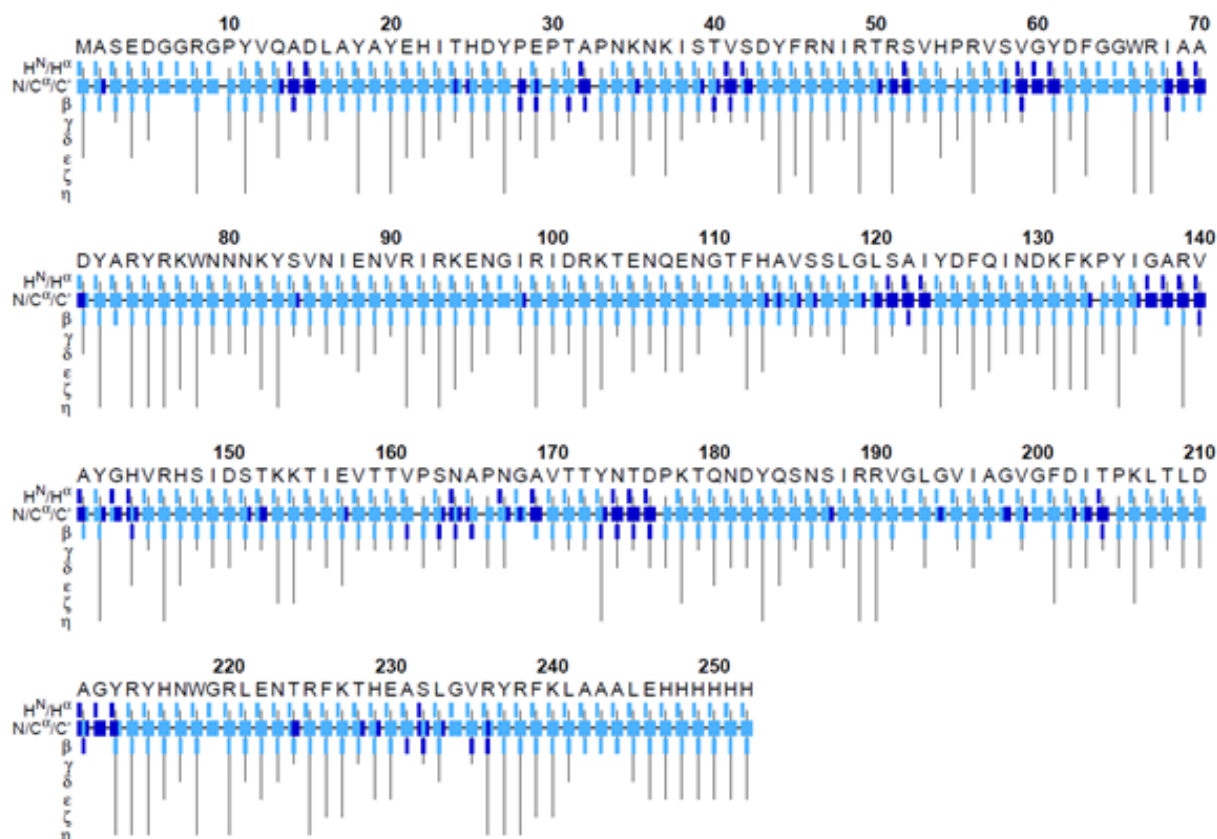 10 20 30 40 50 60 70
MASEDGGRGPYVQADLAYAYEHITHDYPEPTAPNKNKISTVSDYFRNIRTRSVHPRVSVGYDFGGWRIAA
H^N/H^α
N/C^α/C'
β
γ
δ
ε
ζ
η
80 90 100 110 120 130 140
DYARYRKWNNNKYSVNIENVRIRKENGIRIDRKTENQENGTFHAVSSLGLSAIYDFQINDKFKPYIGARV
H^N/H^α
N/C^α/C'
β
γ
δ
ε
ζ
η
150 160 170 180 190 200 210
AYGHVRHSIDSTKKTIEVTTVPSNAPNGAVTTYNTDPKTQNDYQSNSIRRVGLGVIAGVGFDITPKLTLD
H^N/H^α
N/C^α/C'
β
γ
δ
ε
ζ
η
220 230 240 250
AGYRYHNWGRLENTRFKTHEASLGVRYRFKLAAALEHHHHHH
H^N/H^α
N/C^α/C'
β
γ
δ
ε
ζ
η